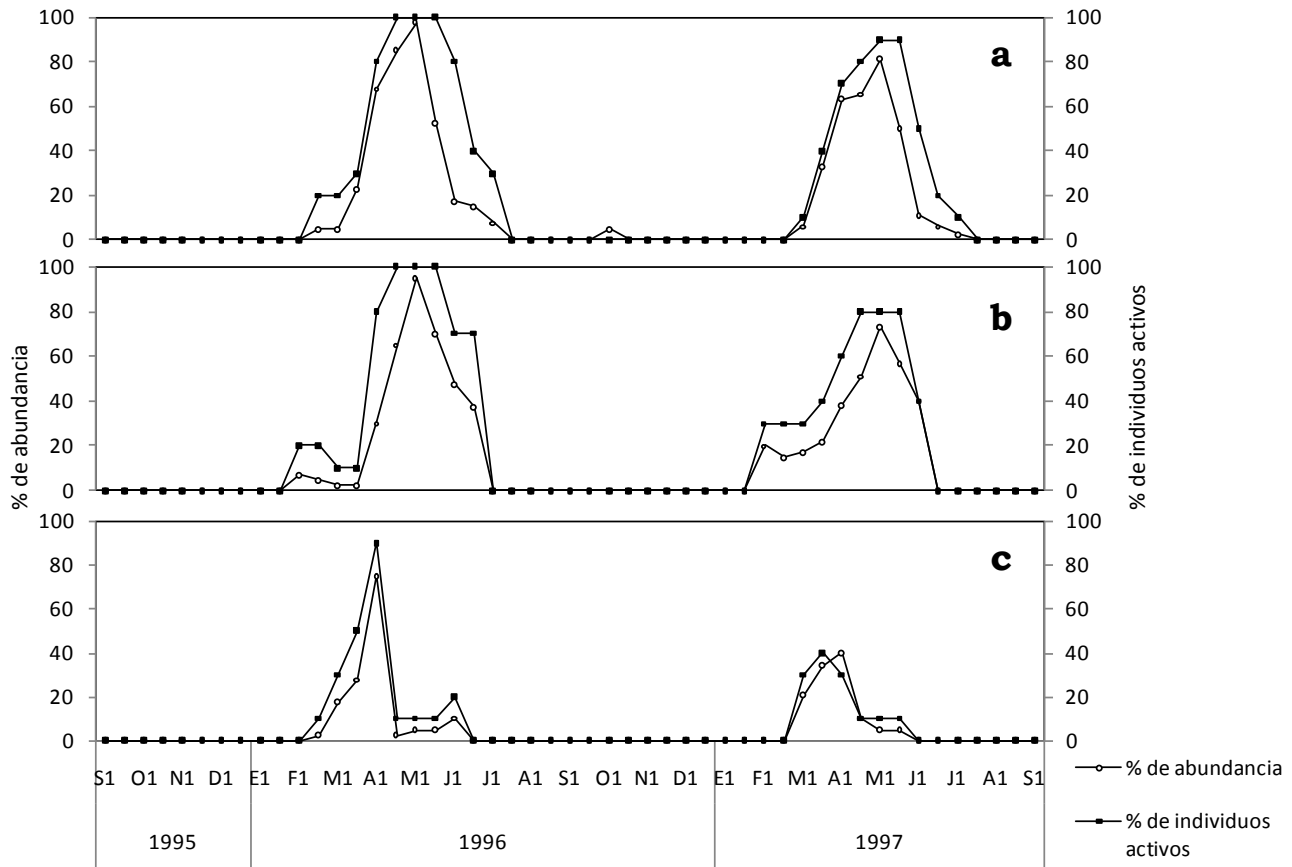 100 100
80 80
60 60
40 40
20 20
0 0
a
100 100
80 80
60 60
40 40
20 20
0 0
b
% de abundancia
% de individuos activos
100 100
80 80
60 60
40 40
20 20
0 0
c
S1 O1 N1 D1 E1 F1 M1 A1 M1 J1 J1 A1 S1 O1 N1 D1 E1 F1 M1 A1 M1 J1 J1 A1 S1
1995 1996 1997
% de abundancia
% de individuos
activos